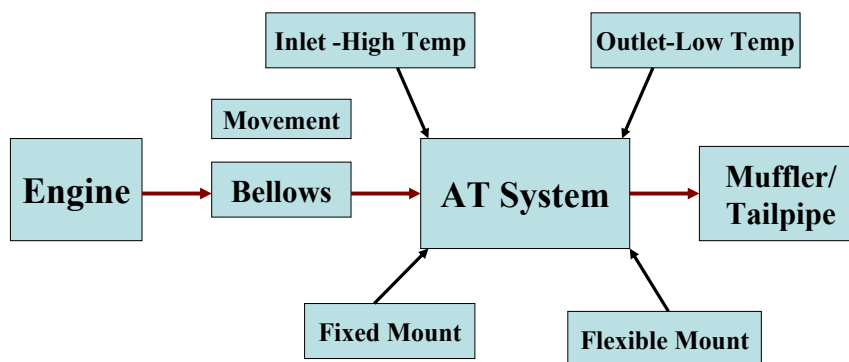 Inlet -High Temp
Outlet-Low Temp
Movement
Engine
Bellows
AT System
Muffler/
Tailpipe
Fixed Mount
Flexible Mount